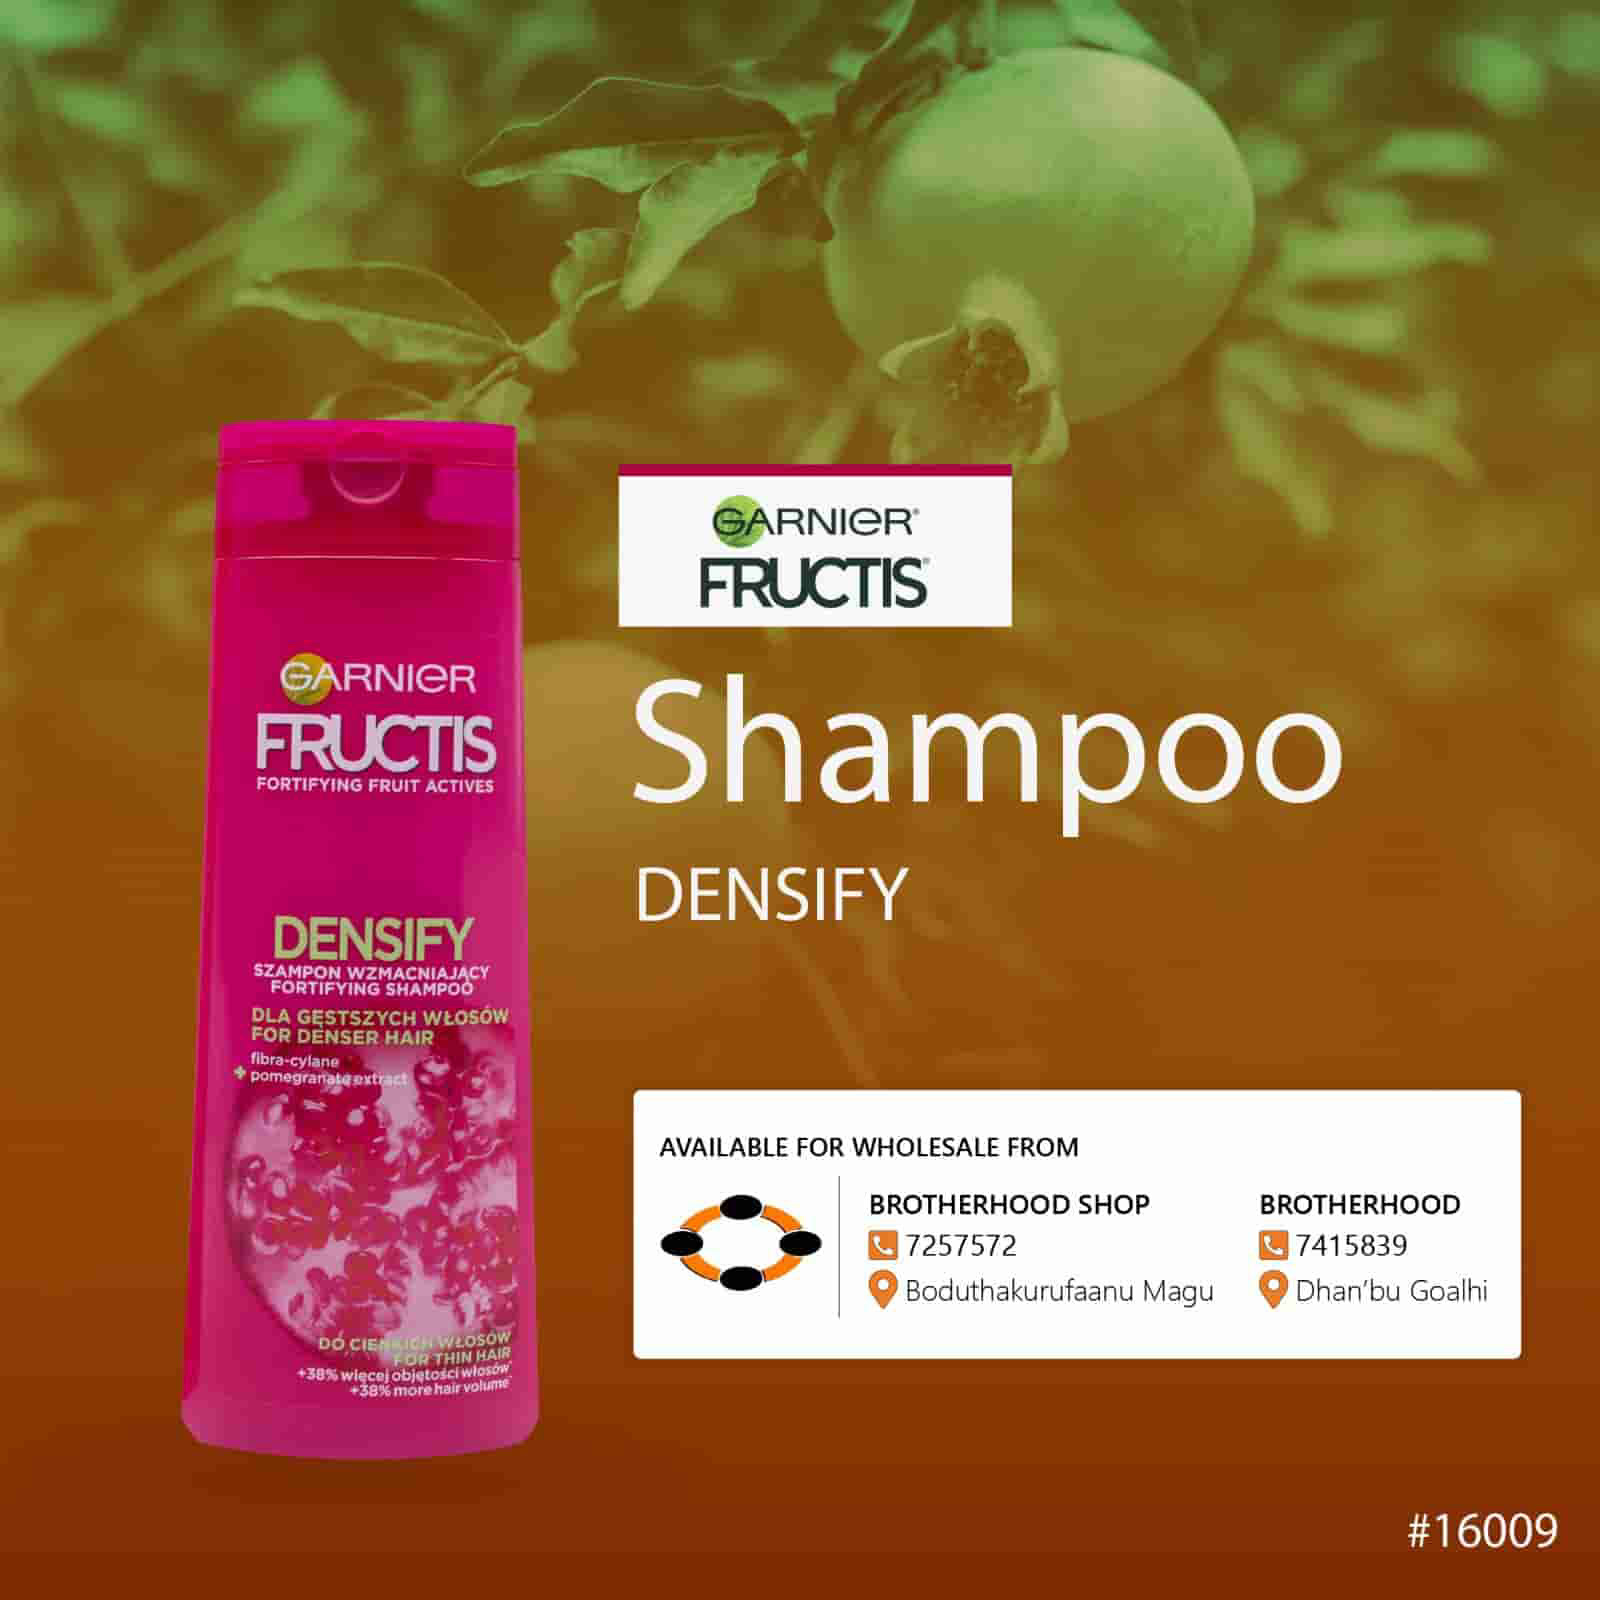 GARNIER
FRUCTIS
FORTIFYING FRUIT ACTIVES
DENSIFY
SZAMPON WZMACNIAJĄCY
FORTIFYING SHAMPOO
DLA GĘSTSZYCH WŁOSÓW
FOR DENSER HAIR
fibra-cylane
+ pomegranate extract
DO CIENKICH WŁOSÓW
FOR THIN HAIR
+38% więcej objętości włosów*
+38% more hair volume*
GARNIER®
FRUCTIS®
Shampoo
DENSIFY
AVAILABLE FOR WHOLESALE FROM
BROTHERHOOD SHOP
7257572
Boduthakurufaanu Magu
BROTHERHOOD
7415839
Dhan’bu Goalhi
#16009